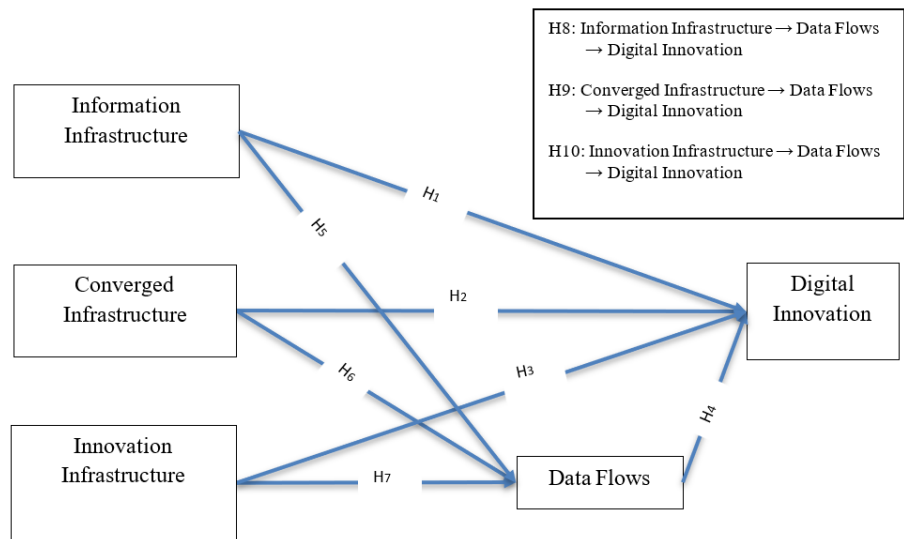 H8: Information Infrastructure → Data Flows
→ Digital Innovation
H9: Converged Infrastructure → Data Flows
→ Digital Innovation
H10: Innovation Infrastructure → Data Flows
→ Digital Innovation
Information
Infrastructure
H1
H5
Converged
Infrastructure
H2
Digital
Innovation
H6
H3
H4
Innovation
Infrastructure
H7
Data Flows